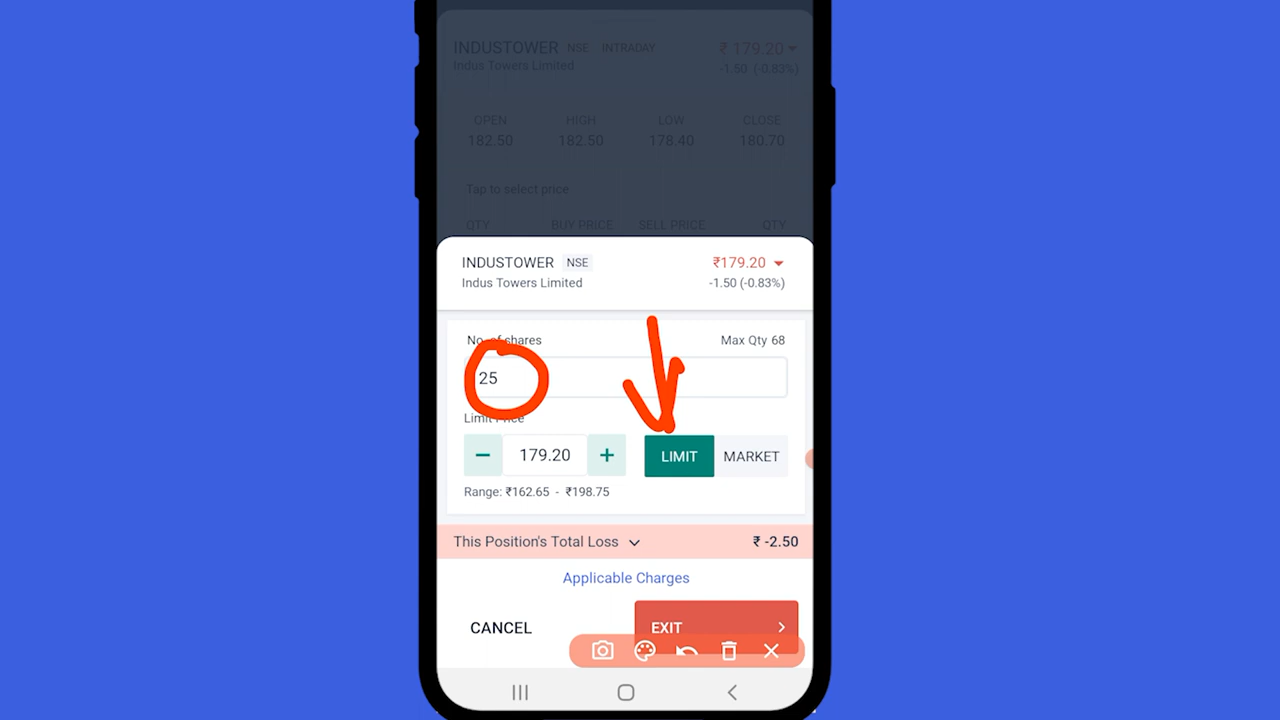 INDUSTOWER NSE INTRADAY ₹ 179.20
Indus Towers Limited -1.50 (-0.83%)
OPEN HIGH LOW CLOSE
182.50 182.50 178.40 180.70
Tap to select price
QTY BUY PRICE SELL PRICE QTY
INDUSTOWER NSE ₹179.20
Indus Towers Limited -1.50 (-0.83%)
No. of shares Max Qty 68
25
Limit Price
− 179.20 + LIMIT MARKET
Range: ₹162.65 - ₹198.75
This Position's Total Loss ₹ -2.50
Applicable Charges
CANCEL EXIT